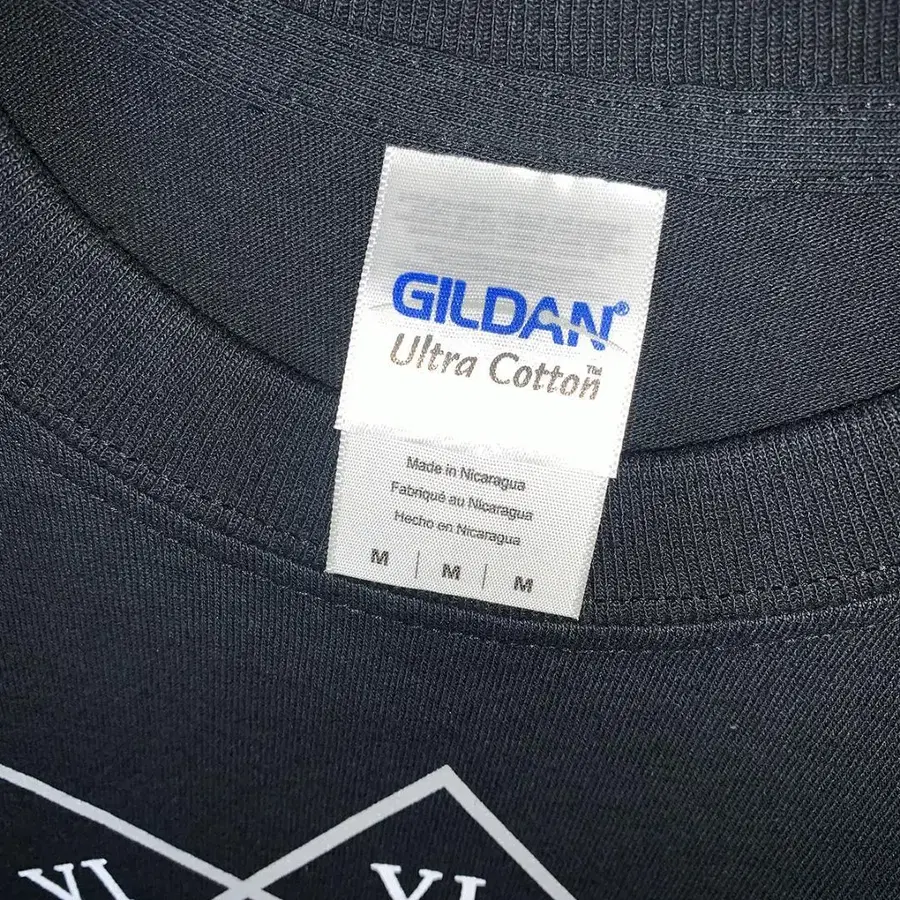 GILDAN®
Ultra Cotton™
Made in Nicaragua
Fabriqué au Nicaragua
Hecho en Nicaragua
M | M | M